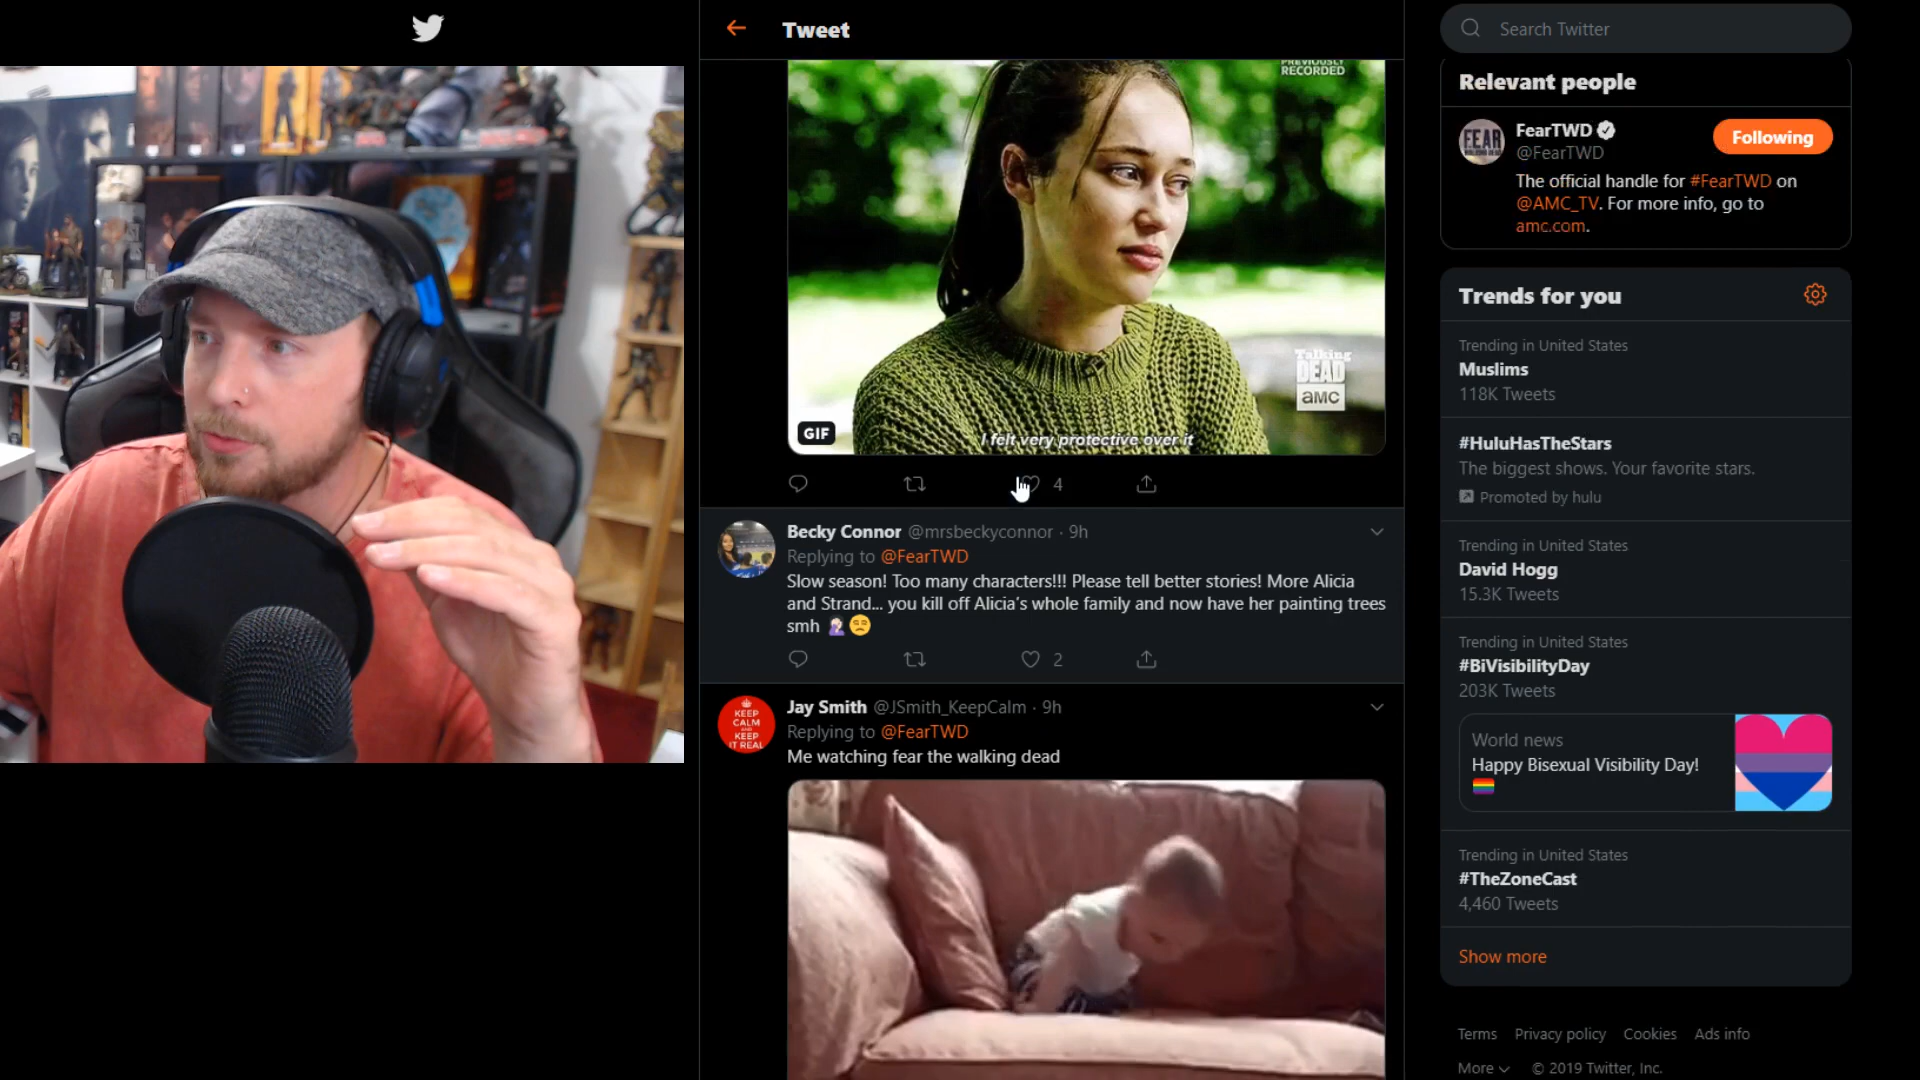 Tweet
PREVIOUSLY
RECORDED
Talking
DEAD
aMC
GIF
I felt very protective over it
4
Becky Connor @mrsbeckyconnor · 9h
Replying to @FearTWD
Slow season! Too many characters!!! Please tell better stories! More Alicia
and Strand... you kill off Alicia's whole family and now have her painting trees
smh 🤦🏻‍♀️😒
2
KEEP
CALM
AND
KEEP
IT REAL
Jay Smith @JSmith_KeepCalm · 9h
Replying to @FearTWD
Me watching fear the walking dead
Search Twitter
Relevant people
FEAR
FearTWD
@FearTWD
Following
The official handle for #FearTWD on
@AMC_TV. For more info, go to
amc.com.
Trends for you
Trending in United States
Muslims
118K Tweets
#HuluHasTheStars
The biggest shows. Your favorite stars.
Promoted by hulu
Trending in United States
David Hogg
15.3K Tweets
Trending in United States
#BiVisibilityDay
203K Tweets
World news
Happy Bisexual Visibility Day!
🏳️‍🌈
Trending in United States
#TheZoneCast
4,460 Tweets
Show more
Terms Privacy policy Cookies Ads info
More © 2019 Twitter, Inc.